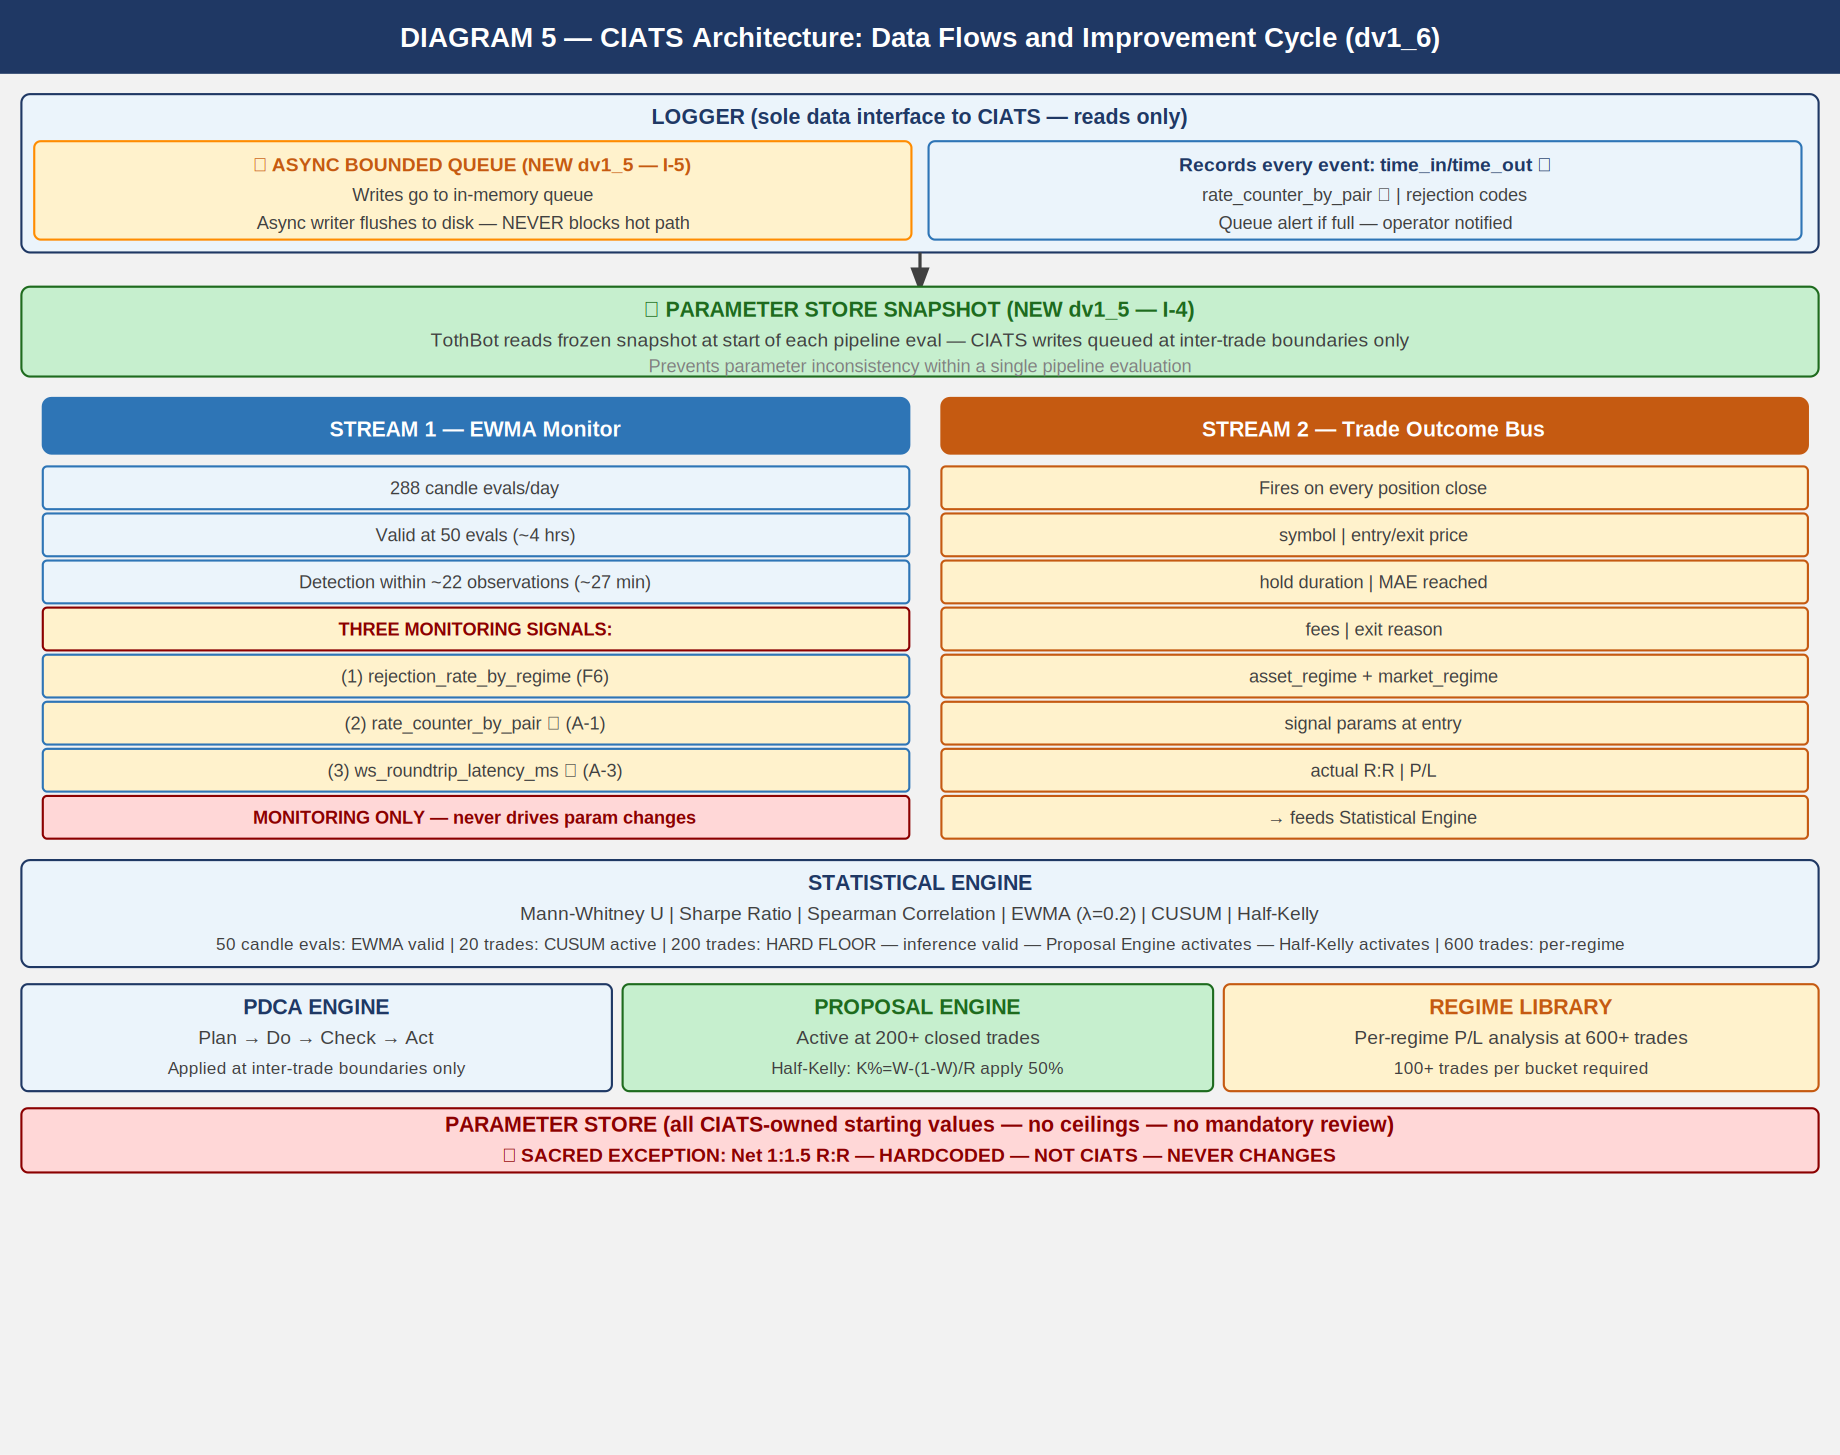 DIAGRAM 5 — CIATS Architecture: Data Flows and Improvement Cycle (dv1_6)
LOGGER (sole data interface to CIATS — reads only)
ASYNC BOUNDED QUEUE (NEW dv1_5 — I-5)
Writes go to in-memory queue
Async writer flushes to disk — NEVER blocks hot path
Records every event: time_in/time_out
rate_counter_by_pair | rejection codes
Queue alert if full — operator notified
PARAMETER STORE SNAPSHOT (NEW dv1_5 — I-4)
TothBot reads frozen snapshot at start of each pipeline eval — CIATS writes queued at inter-trade boundaries only
Prevents parameter inconsistency within a single pipeline evaluation
STREAM 1 — EWMA Monitor
288 candle evals/day
Valid at 50 evals (~4 hrs)
Detection within ~22 observations (~27 min)
THREE MONITORING SIGNALS:
(1) rejection_rate_by_regime (F6)
(2) rate_counter_by_pair (A-1)
(3) ws_roundtrip_latency_ms (A-3)
MONITORING ONLY — never drives param changes
STREAM 2 — Trade Outcome Bus
Fires on every position close
symbol | entry/exit price
hold duration | MAE reached
fees | exit reason
asset_regime + market_regime
signal params at entry
actual R:R | P/L
→ feeds Statistical Engine
STATISTICAL ENGINE
Mann-Whitney U | Sharpe Ratio | Spearman Correlation | EWMA (λ=0.2) | CUSUM | Half-Kelly
50 candle evals: EWMA valid | 20 trades: CUSUM active | 200 trades: HARD FLOOR — inference valid — Proposal Engine activates — Half-Kelly activates | 600 trades: per-regime
PDCA ENGINE
Plan → Do → Check → Act
Applied at inter-trade boundaries only
PROPOSAL ENGINE
Active at 200+ closed trades
Half-Kelly: K%=W-(1-W)/R apply 50%
REGIME LIBRARY
Per-regime P/L analysis at 600+ trades
100+ trades per bucket required
PARAMETER STORE (all CIATS-owned starting values — no ceilings — no mandatory review)
SACRED EXCEPTION: Net 1:1.5 R:R — HARDCODED — NOT CIATS — NEVER CHANGES